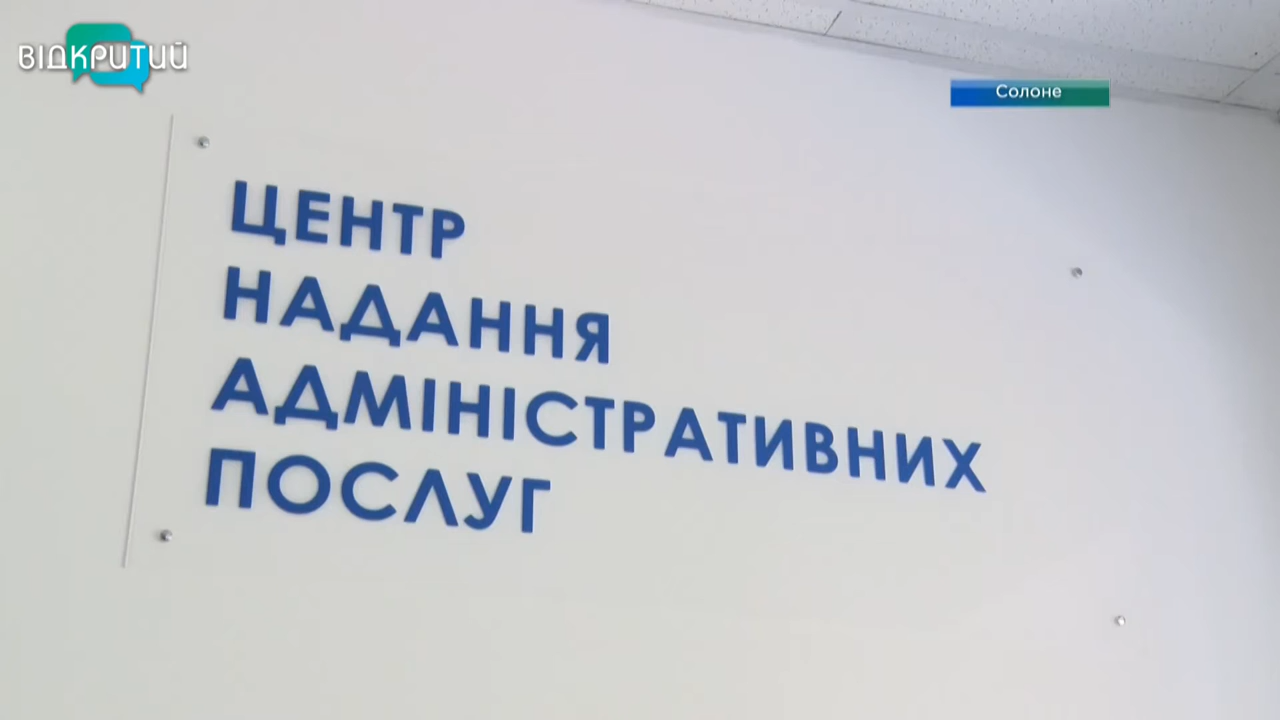 ВІДКРИТИЙ
Солоне
ЦЕНТР
НАДАННЯ
АДМІНІСТРАТИВНИХ
ПОСЛУГ